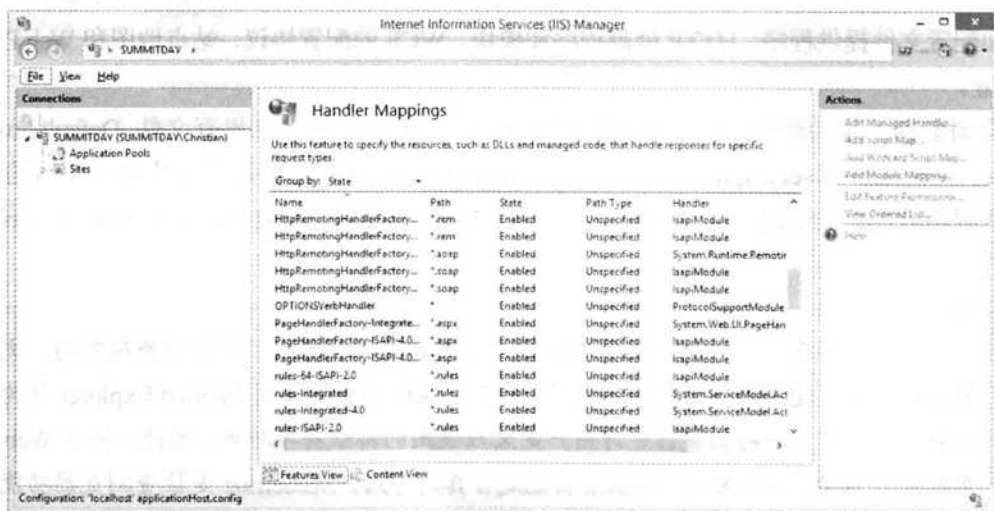 Internet Information Services (IIS) Manager
SUMMITDAY
File View Help
Connections
SUMMITDAY (SUMMITDAY\Christian)
Application Pools
Sites
Handler Mappings
Use this feature to specify the resources, such as DLLs and managed code, that handle responses for specific
request types.
Group by: State
Name Path State Path Type Handler
HttpRemotingHandlerFactory... *.rem Enabled Unspecified IsapiModule
HttpRemotingHandlerFactory... *.rem Enabled Unspecified IsapiModule
HttpRemotingHandlerFactory... *.soap Enabled Unspecified System.Runtime.Remotin
HttpRemotingHandlerFactory... *.soap Enabled Unspecified IsapiModule
HttpRemotingHandlerFactory... *.soap Enabled Unspecified IsapiModule
OPTIONSVerbHandler * Enabled Unspecified ProtocolSupportModule
PageHandlerFactory-Integrate... *.aspx Enabled Unspecified System.Web.UI.PageHan
PageHandlerFactory-ISAPI-4.0... *.aspx Enabled Unspecified IsapiModule
PageHandlerFactory-ISAPI-4.0... *.aspx Enabled Unspecified IsapiModule
rules-64-ISAPI-2.0 *.rules Enabled Unspecified IsapiModule
rules-Integrated *.rules Enabled Unspecified System.ServiceModel.Act
rules-Integrated-4.0 *.rules Enabled Unspecified System.ServiceModel.Act
rules-ISAPI-2.0 *.rules Enabled Unspecified IsapiModule
Features View Content View
Actions
Add Managed Handler...
Add Script Map...
Add Wildcard Script Map...
Add Module Mapping...
Edit Feature Permissions...
View Ordered List...
Help
Configuration: 'localhost' applicationHost.config